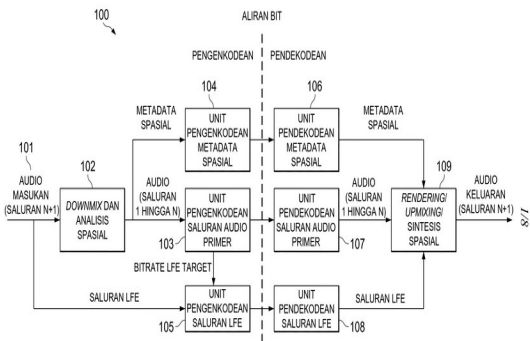 100
ALIRAN BIT
PENGENKODEAN
PENDEKODEAN
104
UNIT
PENGENKODEAN
METADATA
SPASIAL
106
UNIT
PENDEKODEAN
METADATA
SPASIAL
METADATA
SPASIAL
METADATA
SPASIAL
101
AUDIO
MASUKAN
(SALURAN N+1)
102
DOWNMIX DAN
ANALISIS
SPASIAL
AUDIO
(SALURAN
1 HINGGA N)
UNIT
PENGENKODEAN
SALURAN AUDIO
PRIMER
103
UNIT
PENDEKODEAN
SALURAN AUDIO
PRIMER
107
AUDIO
(SALURAN
1 HINGGA N)
109
RENDERING/
UPMIXING/
SINTESIS
SPASIAL
AUDIO
KELUARAN
(SALURAN N+1)
1/8
BITRATE LFE TARGET
SALURAN LFE
UNIT
PENGENKODEAN
SALURAN LFE
105
UNIT
PENDEKODEAN
SALURAN LFE
108
SALURAN LFE